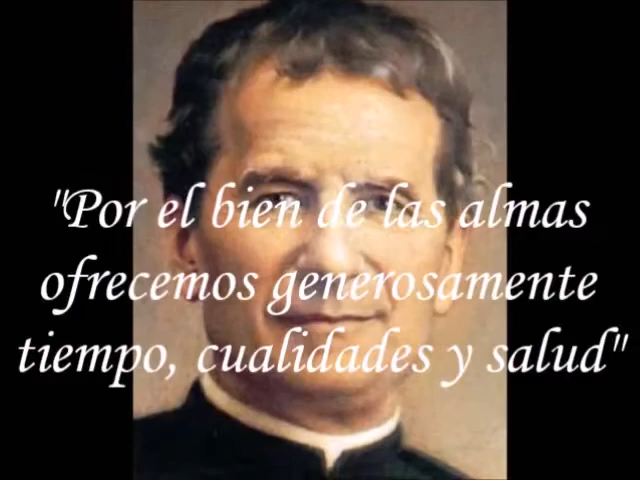 "Por el bien de las almas
ofrecemos generosamente
tiempo, cualidades y salud"